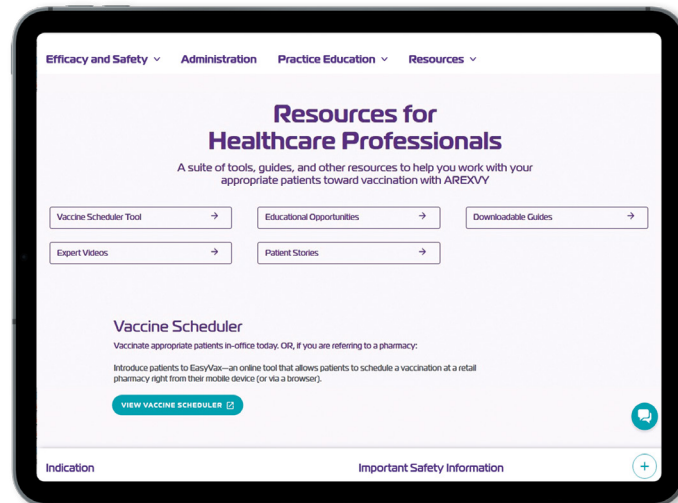 Efficacy and Safety
Administration
Practice Education
Resources
Resources for
Healthcare Professionals
A suite of tools, guides, and other resources to help you work with your
appropriate patients toward vaccination with AREXVY
Vaccine Scheduler Tool
Educational Opportunities
Downloadable Guides
Expert Videos
Patient Stories
Vaccine Scheduler
Vaccinate appropriate patients in-office today. OR, if you are referring to a pharmacy:
Introduce patients to EasyVax—an online tool that allows patients to schedule a vaccination at a retail
pharmacy right from their mobile device (or via a browser).
VIEW VACCINE SCHEDULER
Indication
Important Safety Information